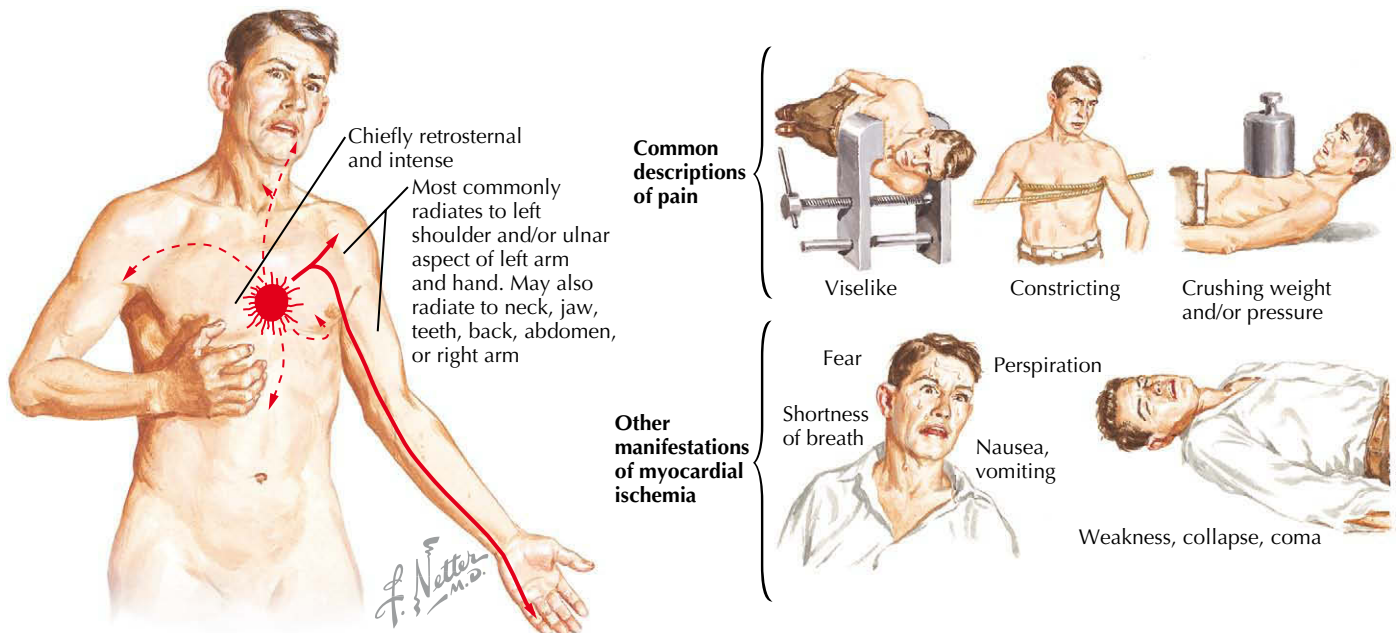 Chiefly retrosternal
and intense
Most commonly
radiates to left
shoulder and/or ulnar
aspect of left arm
and hand. May also
radiate to neck, jaw,
teeth, back, abdomen,
or right arm
F. Netter
M.D.
Common
descriptions
of pain
Viselike
Constricting
Crushing weight
and/or pressure
Other
manifestations
of myocardial
ischemia
Fear
Perspiration
Shortness
of breath
Nausea,
vomiting
Weakness, collapse, coma